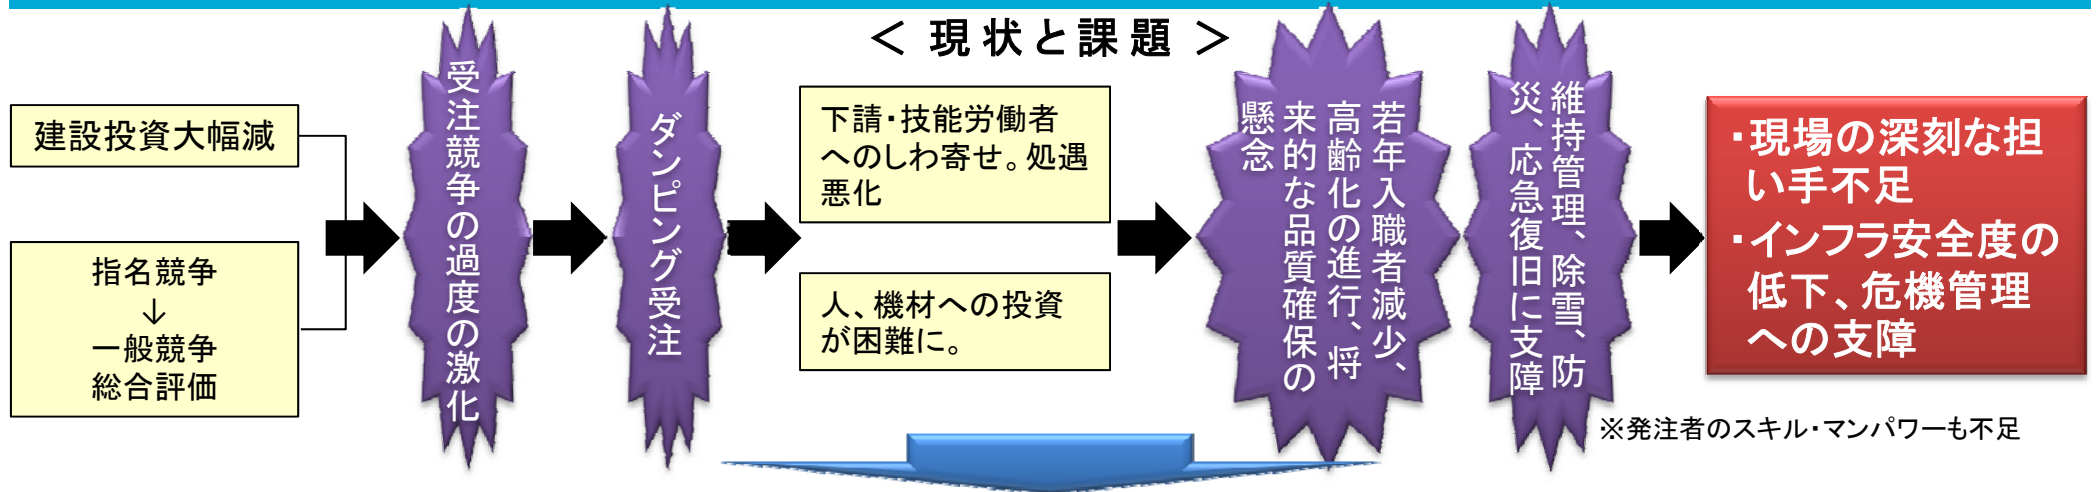 ＜ 現 状 と 課 題 ＞
建設投資大幅減
指名競争
↓
一般競争
総合評価
受注競争の過度の激化
ダンピング受注
下請・技能労働者
へのしわ寄せ。処遇
悪化
人、機材への投資
が困難に。
若年入職者減少、
高齢化の進行、将
来的な品質確保の
懸念
維持管理、除雪、防
災、応急復旧に支障
・現場の深刻な担
い手不足
・インフラ安全度の
低下、危機管理
への支障
※発注者のスキル・マンパワーも不足